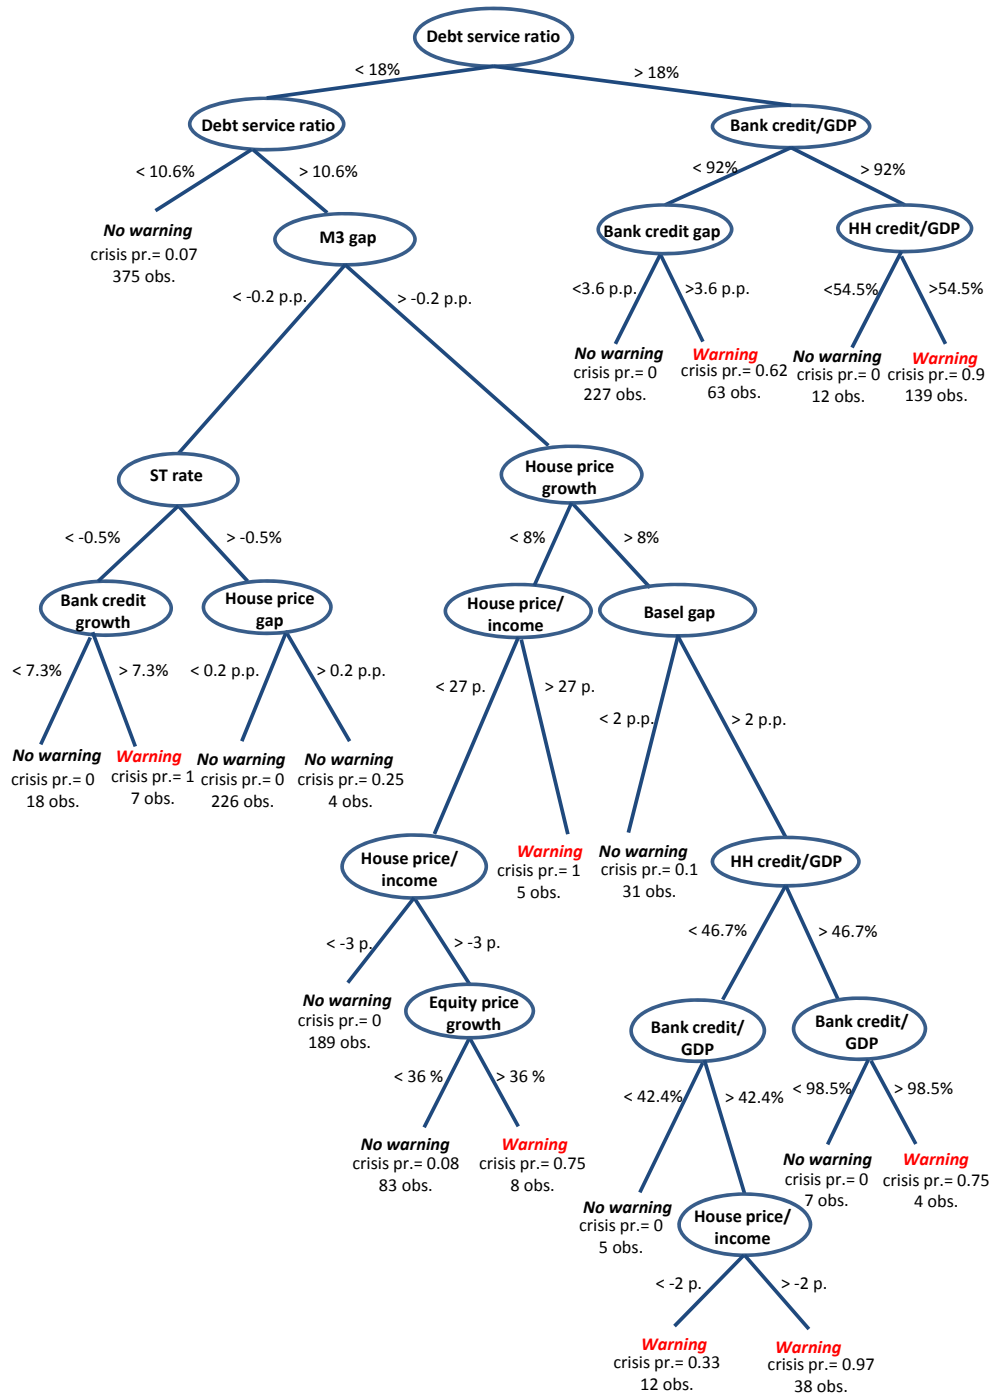 Debt service ratio
< 18%
> 18%
Debt service ratio
Bank credit/GDP
< 10.6%
> 10.6%
< 92%
> 92%
No warning
crisis pr.= 0.07
375 obs.
M3 gap
Bank credit gap
HH credit/GDP
< -0.2 p.p.
> -0.2 p.p.
<3.6 p.p.
>3.6 p.p.
<54.5%
>54.5%
No warning
crisis pr.= 0
227 obs.
Warning
crisis pr.= 0.62
63 obs.
No warning
crisis pr.= 0
12 obs.
Warning
crisis pr.= 0.9
139 obs.
ST rate
House price
growth
< -0.5%
> -0.5%
< 8%
> 8%
Bank credit
growth
House price
gap
House price/
income
Basel gap
< 7.3%
> 7.3%
< 0.2 p.p.
> 0.2 p.p.
< 27 p.
> 27 p.
< 2 p.p.
> 2 p.p.
No warning
crisis pr.= 0
18 obs.
Warning
crisis pr.= 1
7 obs.
No warning
crisis pr.= 0
226 obs.
No warning
crisis pr.= 0.25
4 obs.
House price/
income
Warning
crisis pr.= 1
5 obs.
No warning
crisis pr.= 0.1
31 obs.
HH credit/GDP
< -3 p.
> -3 p.
< 46.7%
> 46.7%
No warning
crisis pr.= 0
189 obs.
Equity price
growth
Bank credit/
GDP
Bank credit/
GDP
< 36 %
> 36 %
< 42.4%
> 42.4%
< 98.5%
> 98.5%
No warning
crisis pr.= 0.08
83 obs.
Warning
crisis pr.= 0.75
8 obs.
No warning
crisis pr.= 0
7 obs.
Warning
crisis pr.= 0.75
4 obs.
No warning
crisis pr.= 0
5 obs.
House price/
income
< -2 p.
> -2 p.
Warning
crisis pr.= 0.33
12 obs.
Warning
crisis pr.= 0.97
38 obs.